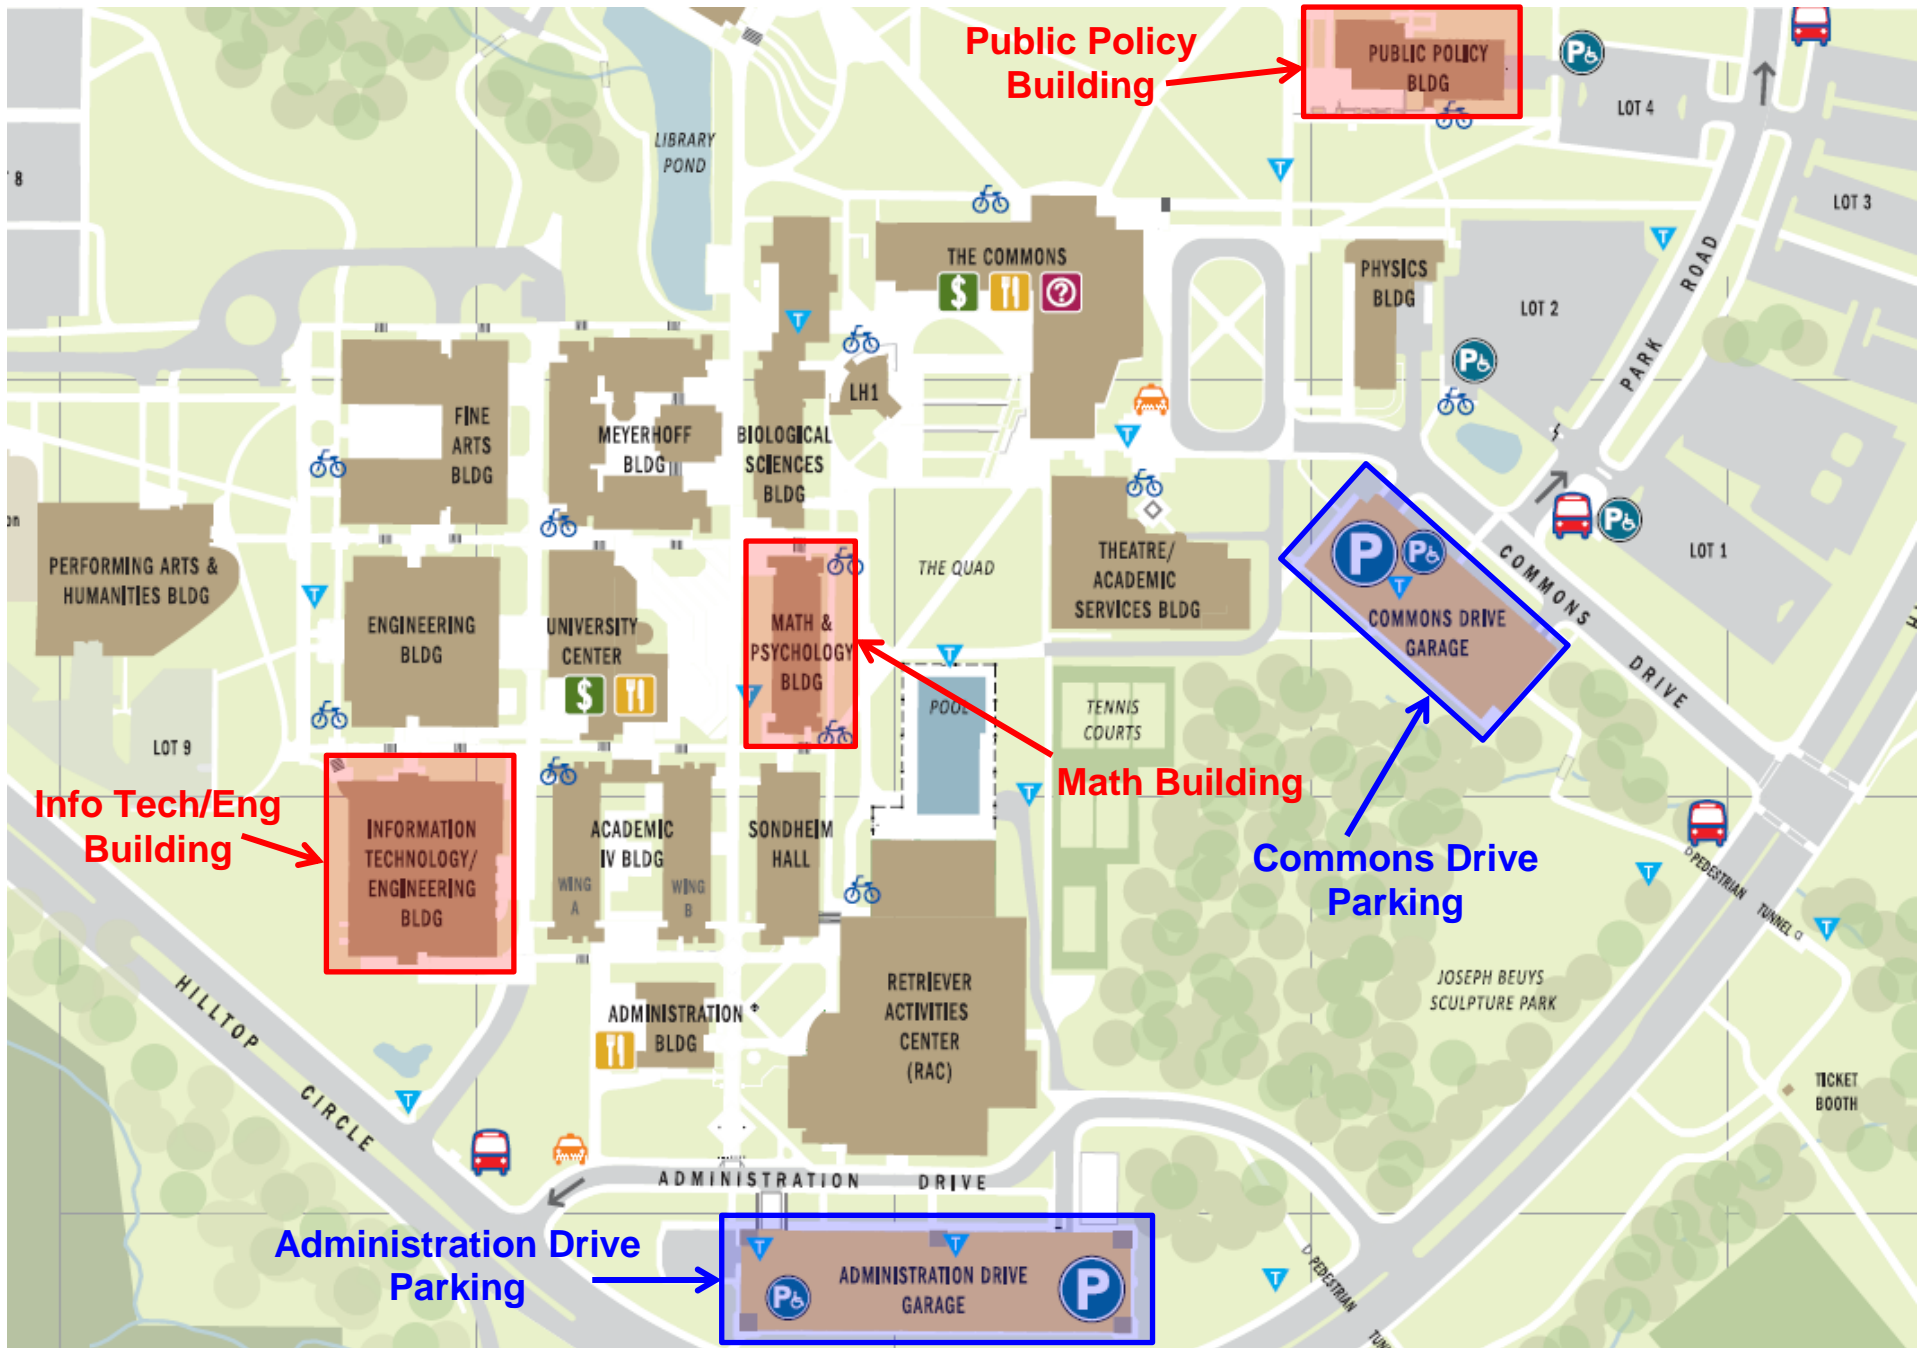 Public Policy
Building
PUBLIC POLICY
BLDG
LOT 4
LIBRARY
POND
8
LOT 3
THE COMMONS
$
?
PHYSICS
BLDG
LOT 2
PARK ROAD
LH1
FINE
ARTS
BLDG
MEYERHOFF
BLDG
BIOLOGICAL
SCIENCES
BLDG
on
PERFORMING ARTS &
HUMANITIES BLDG
ENGINEERING
BLDG
UNIVERSITY
CENTER
$
MATH &
PSYCHOLOGY
BLDG
THE QUAD
THEATRE/
ACADEMIC
SERVICES BLDG
P
P
COMMONS DRIVE
GARAGE
COMMONS DRIVE
LOT 1
POOL
TENNIS
COURTS
LOT 9
Math Building
Info Tech/Eng
Building
INFORMATION
TECHNOLOGY/
ENGINEERING
BLDG
ACADEMIC
IV BLDG
WING
A
WING
B
SONDHEIM
HALL
Commons Drive
Parking
PEDESTRIAN TUNNEL
JOSEPH BEUYS
SCULPTURE PARK
RETRIEVER
ACTIVITIES
CENTER
(RAC)
ADMINISTRATION
BLDG
HILLTOP CIRCLE
TICKET
BOOTH
ADMINISTRATION DRIVE
Administration Drive
Parking
P
ADMINISTRATION DRIVE
GARAGE
P
PEDESTRIAN